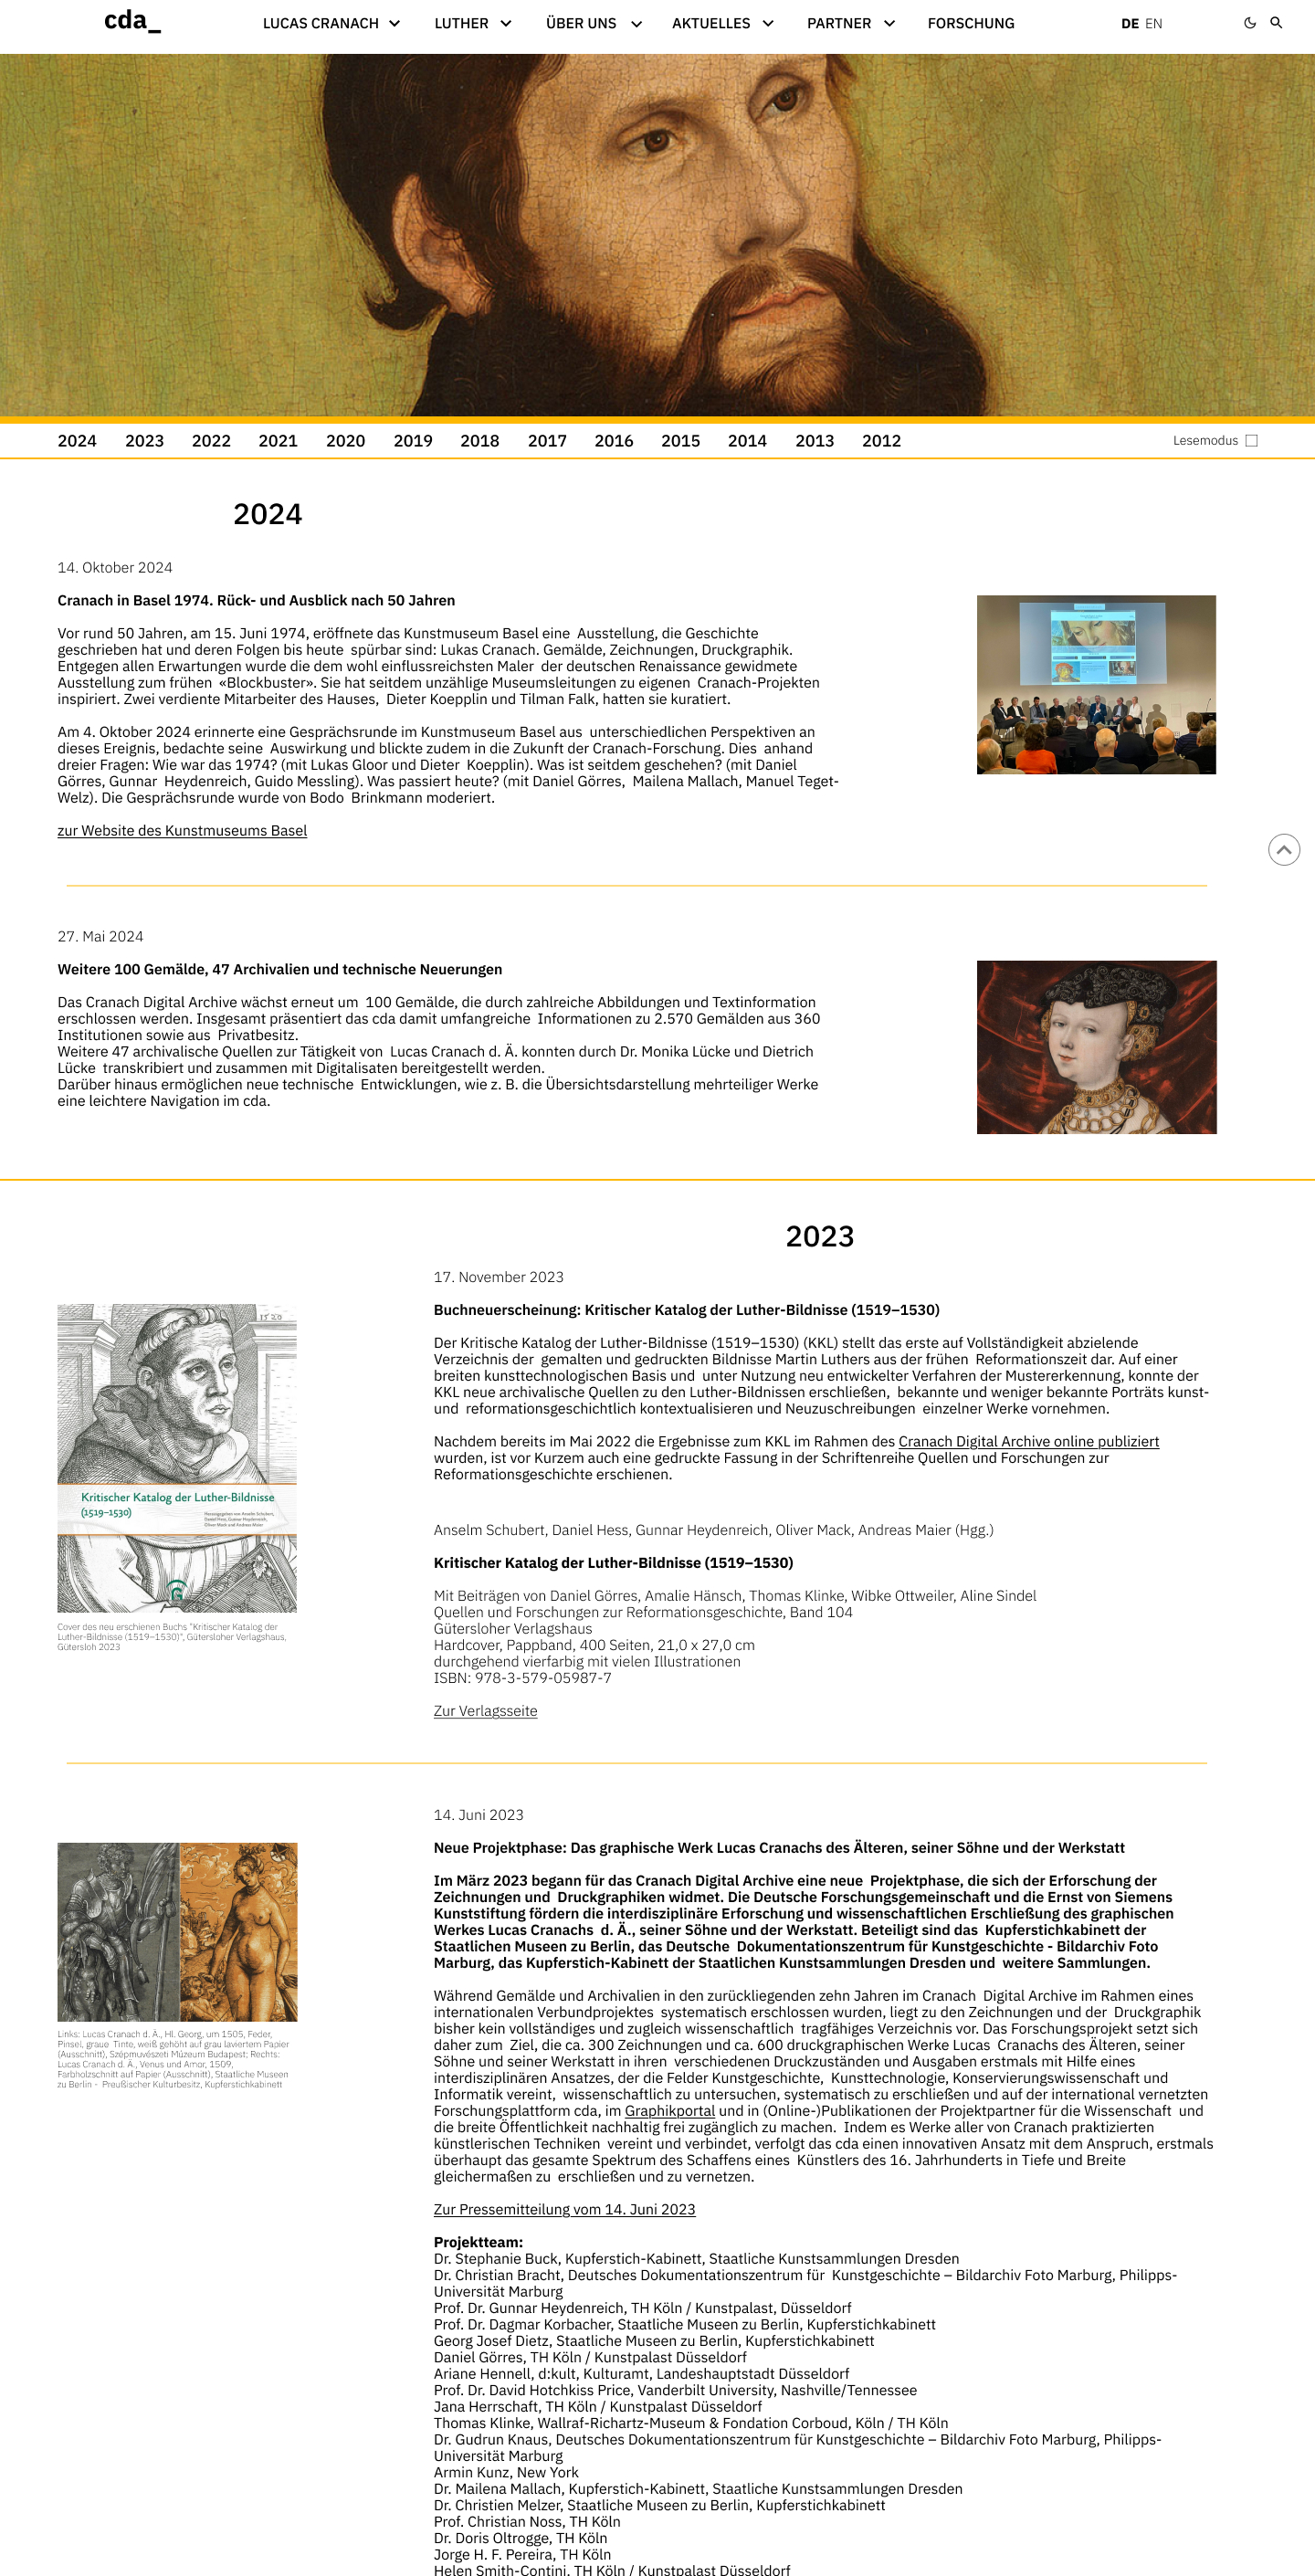 cda_
LUCAS CRANACH
LUTHER
ÜBER UNS
AKTUELLES
PARTNER
FORSCHUNG
DE EN
2024 2023 2022 2021 2020 2019 2018 2017 2016 2015 2014 2013 2012
Lesemodus
2024
14. Oktober 2024
Cranach in Basel 1974. Rück- und Ausblick nach 50 Jahren
Vor rund 50 Jahren, am 15. Juni 1974, eröffnete das Kunstmuseum Basel eine Ausstellung, die Geschichte
geschrieben hat und deren Folgen bis heute spürbar sind: Lukas Cranach. Gemälde, Zeichnungen, Druckgraphik.
Entgegen allen Erwartungen wurde die dem wohl einflussreichsten Maler der deutschen Renaissance gewidmete
Ausstellung zum frühen «Blockbuster». Sie hat seitdem unzählige Museumsleitungen zu eigenen Cranach-Projekten
inspiriert. Zwei verdiente Mitarbeiter des Hauses, Dieter Koepplin und Tilman Falk, hatten sie kuratiert.
Am 4. Oktober 2024 erinnerte eine Gesprächsrunde im Kunstmuseum Basel aus unterschiedlichen Perspektiven an
dieses Ereignis, bedachte seine Auswirkung und blickte zudem in die Zukunft der Cranach-Forschung. Dies anhand
dreier Fragen: Wie war das 1974? (mit Lukas Gloor und Dieter Koepplin). Was ist seitdem geschehen? (mit Daniel
Görres, Gunnar Heydenreich, Guido Messling). Was passiert heute? (mit Daniel Görres, Mailena Mallach, Manuel Teget-
Welz). Die Gesprächsrunde wurde von Bodo Brinkmann moderiert.
zur Website des Kunstmuseums Basel
27. Mai 2024
Weitere 100 Gemälde, 47 Archivalien und technische Neuerungen
Das Cranach Digital Archive wächst erneut um 100 Gemälde, die durch zahlreiche Abbildungen und Textinformation
erschlossen werden. Insgesamt präsentiert das cda damit umfangreiche Informationen zu 2.570 Gemälden aus 360
Institutionen sowie aus Privatbesitz.
Weitere 47 archivalische Quellen zur Tätigkeit von Lucas Cranach d. Ä. konnten durch Dr. Monika Lücke und Dietrich
Lücke transkribiert und zusammen mit Digitalisaten bereitgestellt werden.
Darüber hinaus ermöglichen neue technische Entwicklungen, wie z. B. die Übersichtsdarstellung mehrteiliger Werke
eine leichtere Navigation im cda.
2023
17. November 2023
Buchneuerscheinung: Kritischer Katalog der Luther-Bildnisse (1519–1530)
Der Kritische Katalog der Luther-Bildnisse (1519–1530) (KKL) stellt das erste auf Vollständigkeit abzielende
Verzeichnis der gemalten und gedruckten Bildnisse Martin Luthers aus der frühen Reformationszeit dar. Auf einer
breiten kunsttechnologischen Basis und unter Nutzung neu entwickelter Verfahren der Mustererkennung, konnte der
KKL neue archivalische Quellen zu den Luther-Bildnissen erschließen, bekannte und weniger bekannte Porträts kunst-
und reformationsgeschichtlich kontextualisieren und Neuzuschreibungen einzelner Werke vornehmen.
Nachdem bereits im Mai 2022 die Ergebnisse zum KKL im Rahmen des Cranach Digital Archive online publiziert
wurden, ist vor Kurzem auch eine gedruckte Fassung in der Schriftenreihe Quellen und Forschungen zur
Reformationsgeschichte erschienen.
Kritischer Katalog der Luther-Bildnisse
(1519–1530)
Herausgegeben von Anselm Schubert,
Daniel Hess, Gunnar Heydenreich,
Oliver Mack und Andreas Maier
Cover des neu erschienen Buchs "Kritischer Katalog der
Luther-Bildnisse (1519–1530)", Gütersloher Verlagshaus,
Gütersloh 2023
Anselm Schubert, Daniel Hess, Gunnar Heydenreich, Oliver Mack, Andreas Maier (Hgg.)
Kritischer Katalog der Luther-Bildnisse (1519–1530)
Mit Beiträgen von Daniel Görres, Amalie Hänsch, Thomas Klinke, Wibke Ottweiler, Aline Sindel
Quellen und Forschungen zur Reformationsgeschichte, Band 104
Gütersloher Verlagshaus
Hardcover, Pappband, 400 Seiten, 21,0 x 27,0 cm
durchgehend vierfarbig mit vielen Illustrationen
ISBN: 978-3-579-05987-7
Zur Verlagsseite
14. Juni 2023
Neue Projektphase: Das graphische Werk Lucas Cranachs des Älteren, seiner Söhne und der Werkstatt
Links: Lucas Cranach d. Ä., Hl. Georg, um 1505, Feder,
Pinsel, graue Tinte, weiß gehöht auf grau laviertem Papier
(Ausschnitt), Szépmuvészeti Múzeum Budapest; Rechts:
Lucas Cranach d. Ä., Venus und Amor, 1509,
Farbholzschnitt auf Papier (Ausschnitt), Staatliche Museen
zu Berlin - Preußischer Kulturbesitz, Kupferstichkabinett
Im März 2023 begann für das Cranach Digital Archive eine neue Projektphase, die sich der Erforschung der
Zeichnungen und Druckgraphiken widmet. Die Deutsche Forschungsgemeinschaft und die Ernst von Siemens
Kunststiftung fördern die interdisziplinäre Erforschung und wissenschaftlichen Erschließung des graphischen
Werkes Lucas Cranachs d. Ä., seiner Söhne und der Werkstatt. Beteiligt sind das Kupferstichkabinett der
Staatlichen Museen zu Berlin, das Deutsche Dokumentationszentrum für Kunstgeschichte - Bildarchiv Foto
Marburg, das Kupferstich-Kabinett der Staatlichen Kunstsammlungen Dresden und weitere Sammlungen.
Während Gemälde und Archivalien in den zurückliegenden zehn Jahren im Cranach Digital Archive im Rahmen eines
internationalen Verbundprojektes systematisch erschlossen wurden, liegt zu den Zeichnungen und der Druckgraphik
bisher kein vollständiges und zugleich wissenschaftlich tragfähiges Verzeichnis vor. Das Forschungsprojekt setzt sich
daher zum Ziel, die ca. 300 Zeichnungen und ca. 600 druckgraphischen Werke Lucas Cranachs des Älteren, seiner
Söhne und seiner Werkstatt in ihren verschiedenen Druckzuständen und Ausgaben erstmals mit Hilfe eines
interdisziplinären Ansatzes, der die Felder Kunstgeschichte, Kunsttechnologie, Konservierungswissenschaft und
Informatik vereint, wissenschaftlich zu untersuchen, systematisch zu erschließen und auf der international vernetzten
Forschungsplattform cda, im Graphikportal und in (Online-)Publikationen der Projektpartner für die Wissenschaft und
die breite Öffentlichkeit nachhaltig frei zugänglich zu machen. Indem es Werke aller von Cranach praktizierten
künstlerischen Techniken vereint und verbindet, verfolgt das cda einen innovativen Ansatz mit dem Anspruch, erstmals
überhaupt das gesamte Spektrum des Schaffens eines Künstlers des 16. Jahrhunderts in Tiefe und Breite
gleichermaßen zu erschließen und zu vernetzen.
Zur Pressemitteilung vom 14. Juni 2023
Projektteam:
Dr. Stephanie Buck, Kupferstich-Kabinett, Staatliche Kunstsammlungen Dresden
Dr. Christian Bracht, Deutsches Dokumentationszentrum für Kunstgeschichte – Bildarchiv Foto Marburg, Philipps-
Universität Marburg
Prof. Dr. Gunnar Heydenreich, TH Köln / Kunstpalast, Düsseldorf
Prof. Dr. Dagmar Korbacher, Staatliche Museen zu Berlin, Kupferstichkabinett
Georg Josef Dietz, Staatliche Museen zu Berlin, Kupferstichkabinett
Daniel Görres, TH Köln / Kunstpalast Düsseldorf
Ariane Hennell, d:kult, Kulturamt, Landeshauptstadt Düsseldorf
Prof. Dr. David Hotchkiss Price, Vanderbilt University, Nashville/Tennessee
Jana Herrschaft, TH Köln / Kunstpalast Düsseldorf
Thomas Klinke, Wallraf-Richartz-Museum & Fondation Corboud, Köln / TH Köln
Dr. Gudrun Knaus, Deutsches Dokumentationszentrum für Kunstgeschichte – Bildarchiv Foto Marburg, Philipps-
Universität Marburg
Armin Kunz, New York
Dr. Mailena Mallach, Kupferstich-Kabinett, Staatliche Kunstsammlungen Dresden
Dr. Christien Melzer, Staatliche Museen zu Berlin, Kupferstichkabinett
Prof. Christian Noss, TH Köln
Dr. Doris Oltrogge, TH Köln
Jorge H. F. Pereira, TH Köln
Helen Smith-Contini, TH Köln / Kunstpalast Düsseldorf